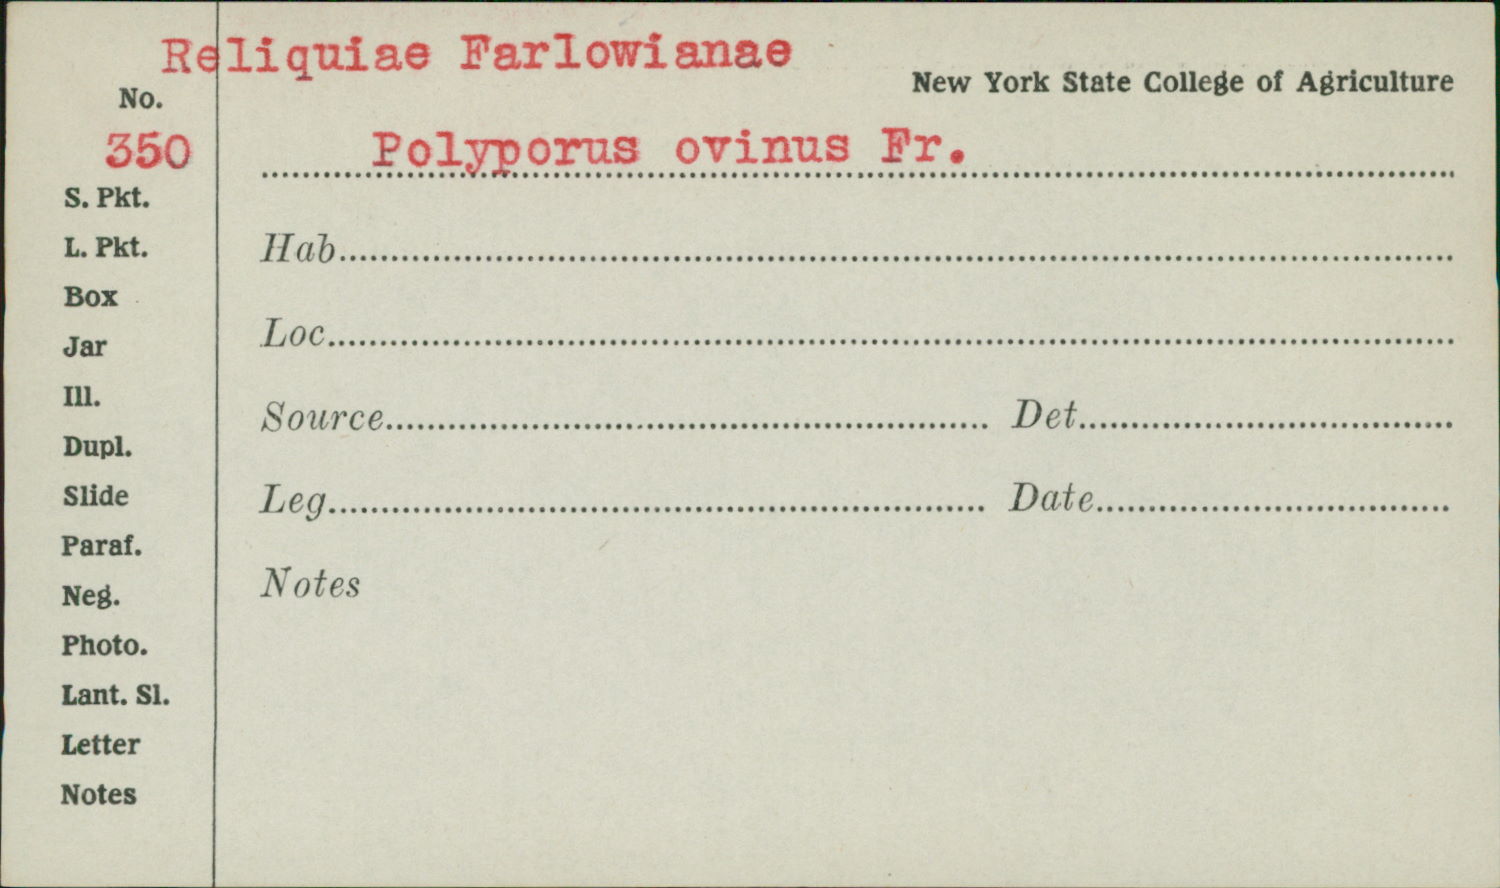 Reliquiae Farlowianae
New York State College of Agriculture
No.
350
Polyporus ovinus Fr.
S. Pkt.
L. Pkt.
Box
Jar
Ill.
Dupl.
Slide
Paraf.
Neg.
Photo.
Lant. Sl.
Letter
Notes
Hab
Loc
Source Det
Leg Date
Notes